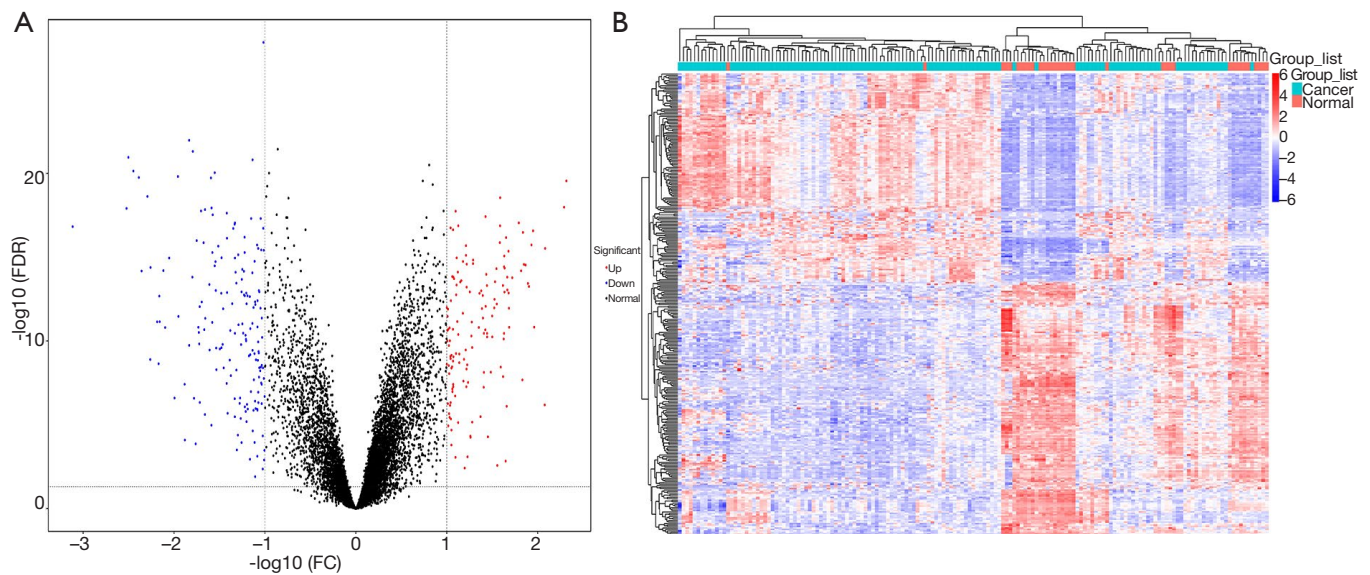 A
20
-log10 (FDR)
10
0
-3
-2
-1
0
1
2
-log10 (FC)
Significant
Up
Down
Normal
B
Group_list
6
4
2
0
-2
-4
-6
Group_list
Cancer
Normal